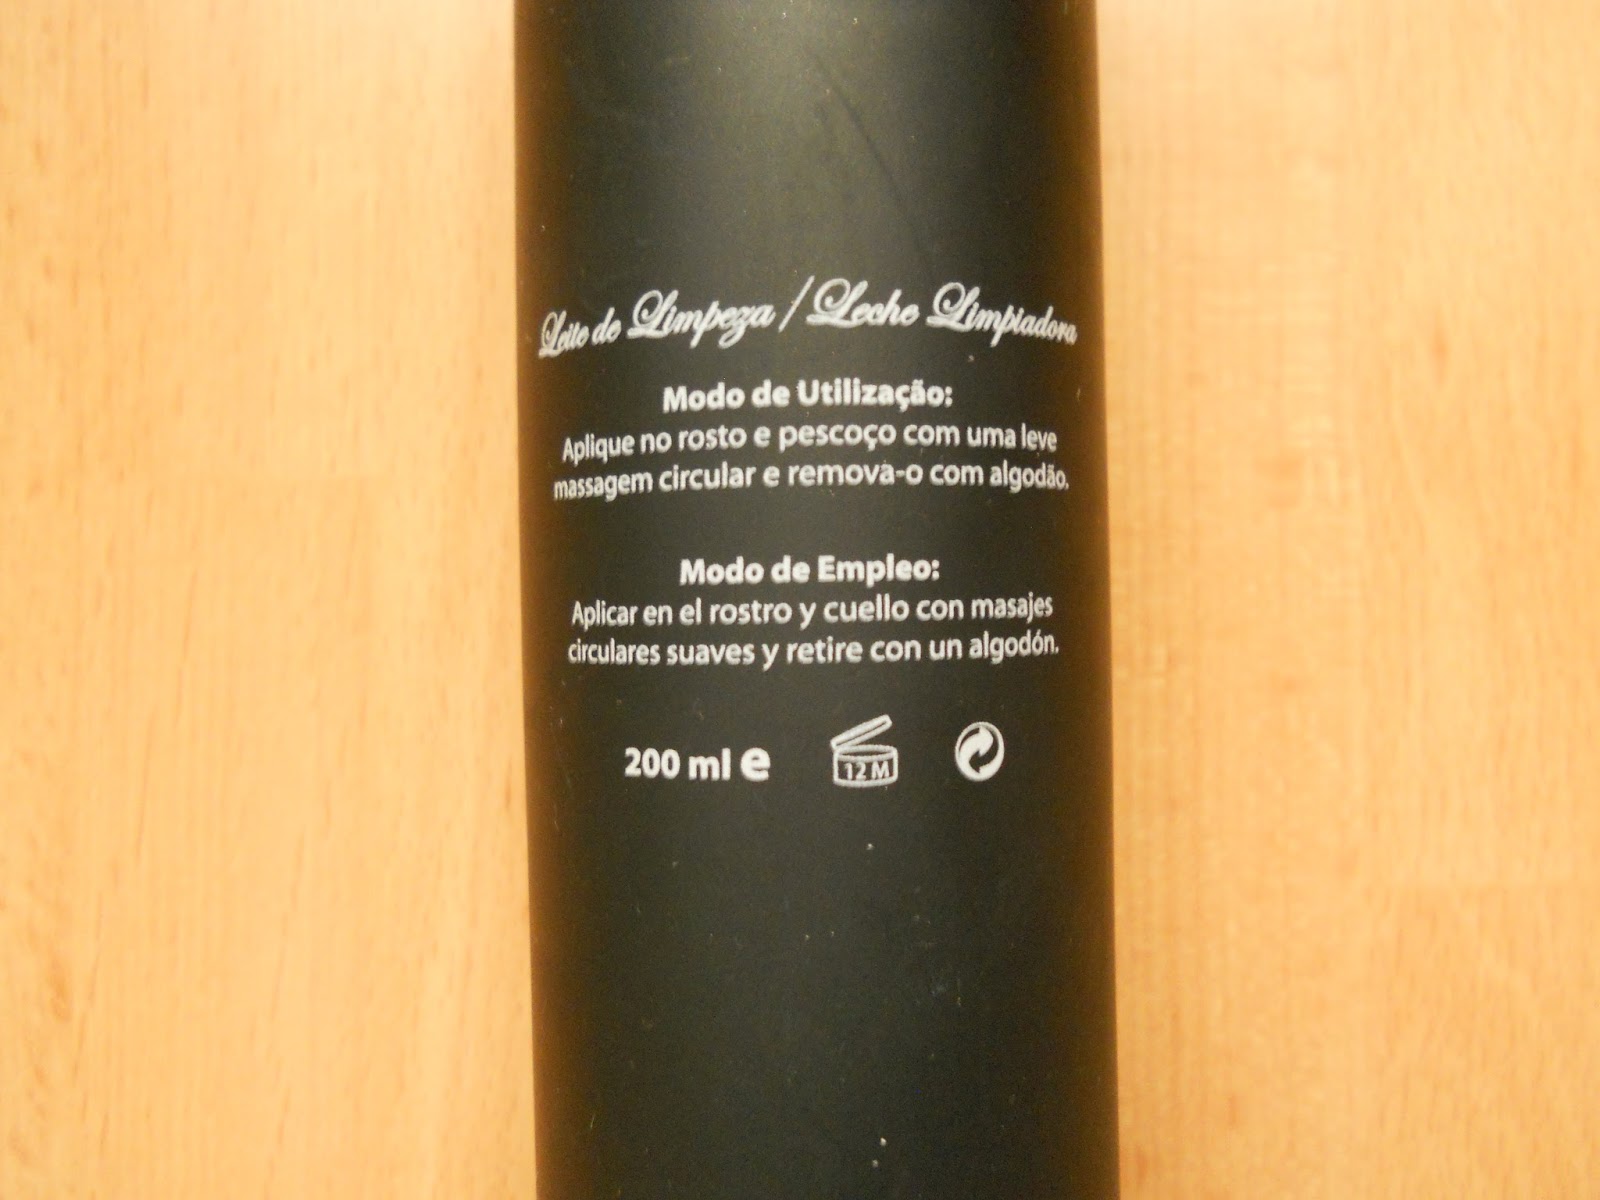 Leite de Limpeza / Leche Limpiadora
Modo de Utilização:
Aplique no rosto e pescoço com uma leve
massagem circular e remova-o com algodão.
Modo de Empleo:
Aplicar en el rostro y cuello con masajes
circulares suaves y retire con un algodón.
200 ml e
12 M